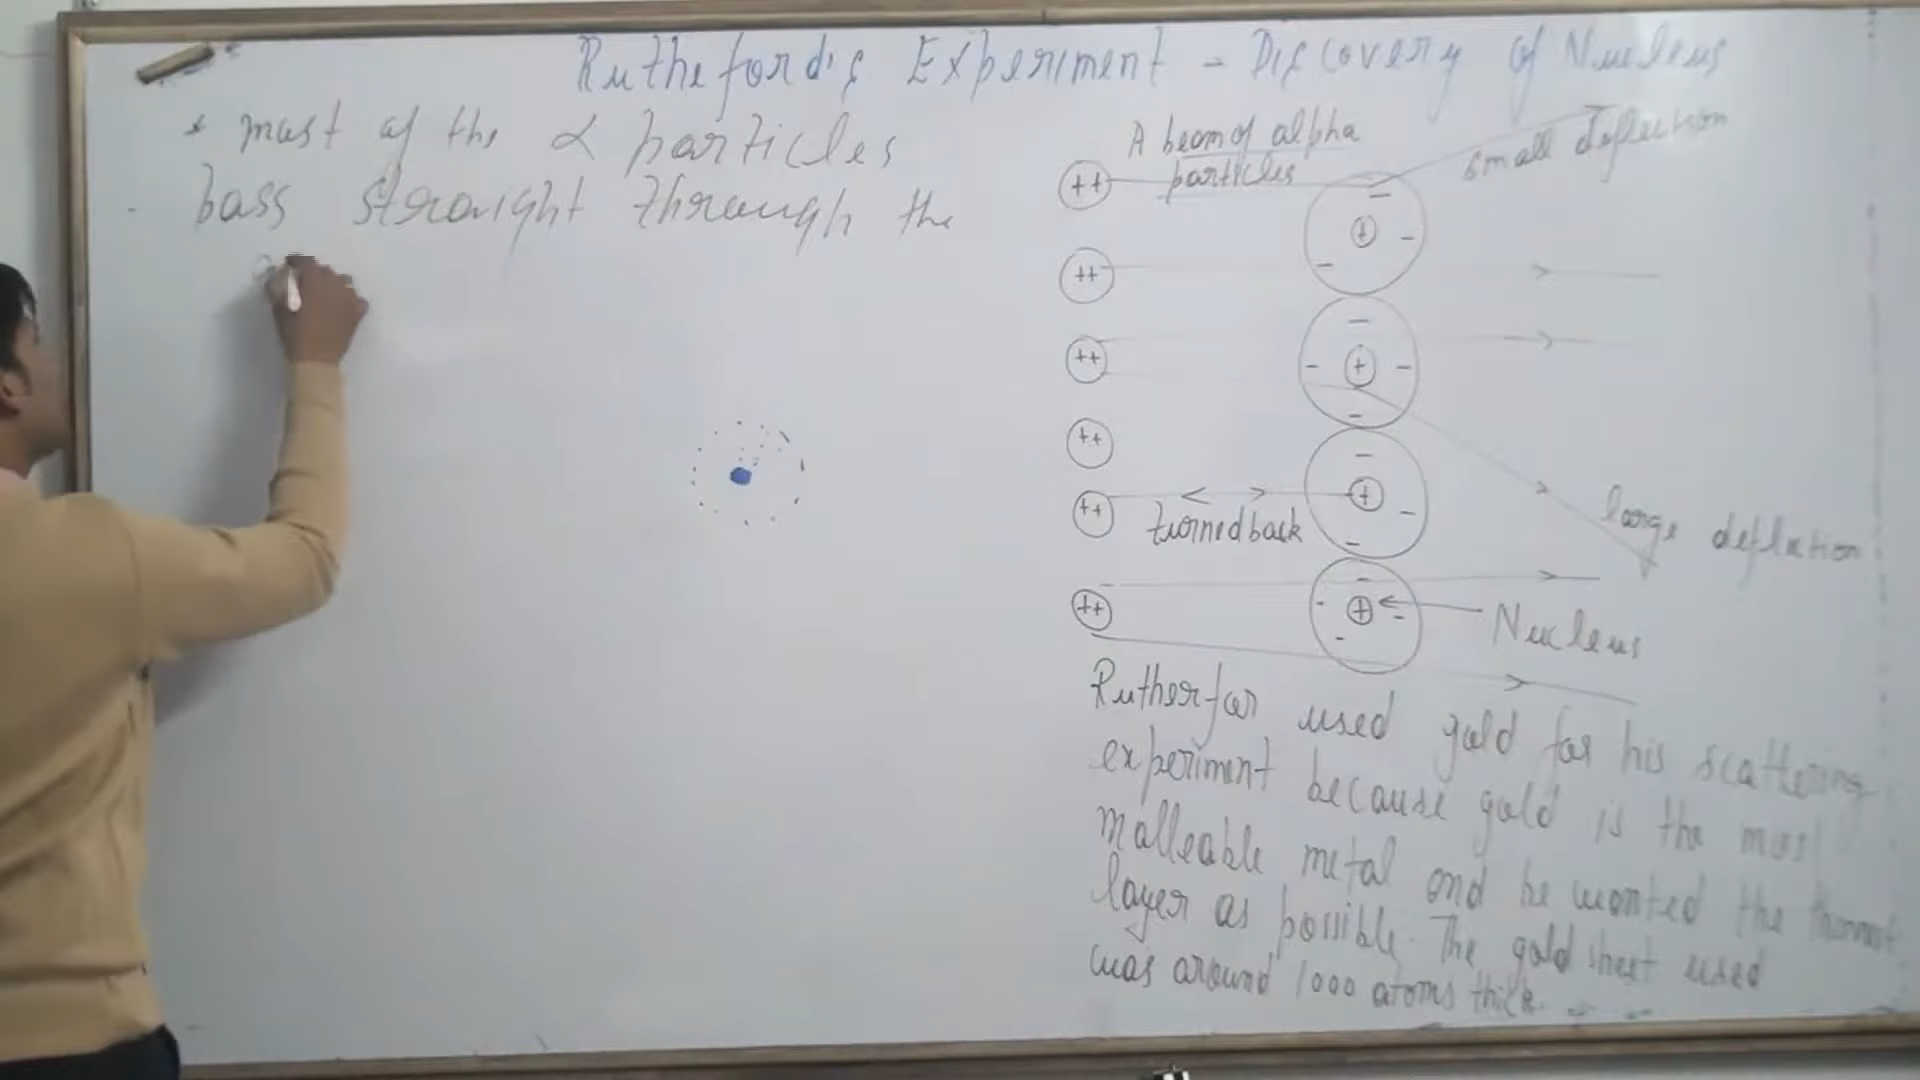 Rutheford's Experiment - Discovery of Nucleus
* most of the α particles
pass straight through the
A beam of alpha
particles
small deflection
++
++
++
++
++
++
turned back
large deflection
Nucleus
Rutherfor used gold for his scattering
experiment because gold is the most
malleable metal and he wanted the thinnest
layer as possible. The gold sheet used
was around 1000 atoms thick.